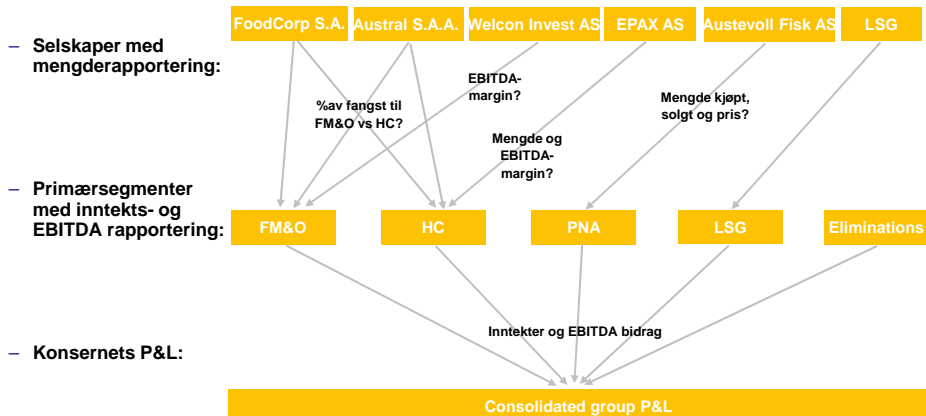 FoodCorp S.A. Austral S.A.A. Welcon Invest AS EPAX AS Austevoll Fisk AS LSG
– Selskaper med
mengderapportering:
EBITDA-
margin?
%av fangst til
FM&O vs HC?
Mengde kjøpt,
solgt og pris?
Mengde og
EBITDA-
margin?
– Primærsegmenter
med inntekts- og
EBITDA rapportering:
FM&O HC PNA LSG Eliminations
Inntekter og EBITDA bidrag
– Konsernets P&L:
Consolidated group P&L